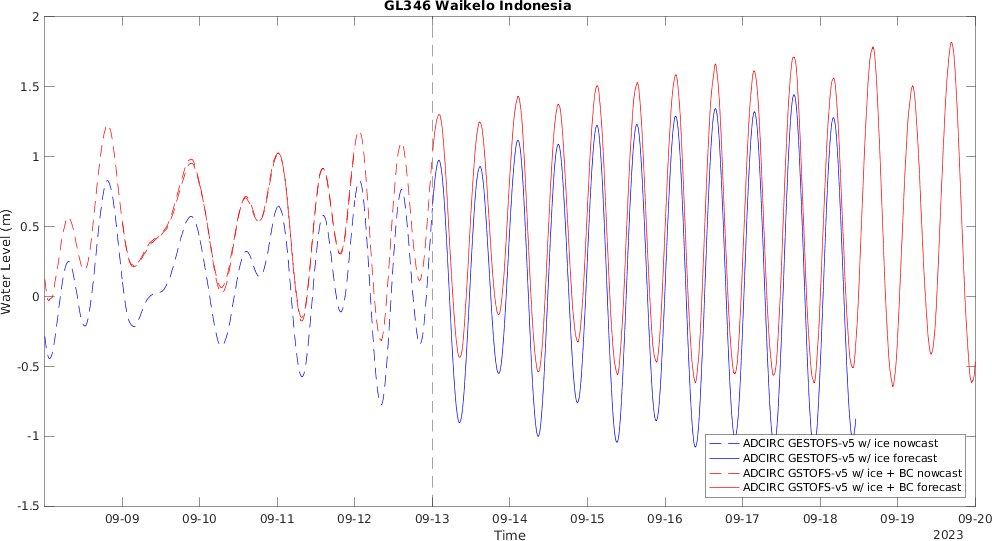 GL346 Waikelo Indonesia
2
1.5
1
0.5
0
-0.5
-1
-1.5
Water Level (m)
ADCIRC GESTOFS-v5 w/ ice nowcast
ADCIRC GESTOFS-v5 w/ ice forecast
ADCIRC GSTOFS-v5 w/ ice + BC nowcast
ADCIRC GSTOFS-v5 w/ ice + BC forecast
09-09 09-10 09-11 09-12 09-13 09-14 09-15 09-16 09-17 09-18 09-19 09-20
Time
2023